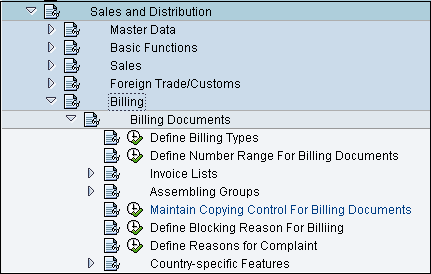 Sales and Distribution
Master Data
Basic Functions
Sales
Foreign Trade/Customs
Billing
Billing Documents
Define Billing Types
Define Number Range For Billing Documents
Invoice Lists
Assembling Groups
Maintain Copying Control For Billing Documents
Define Blocking Reason For Billiing
Define Reasons for Complaint
Country-specific Features